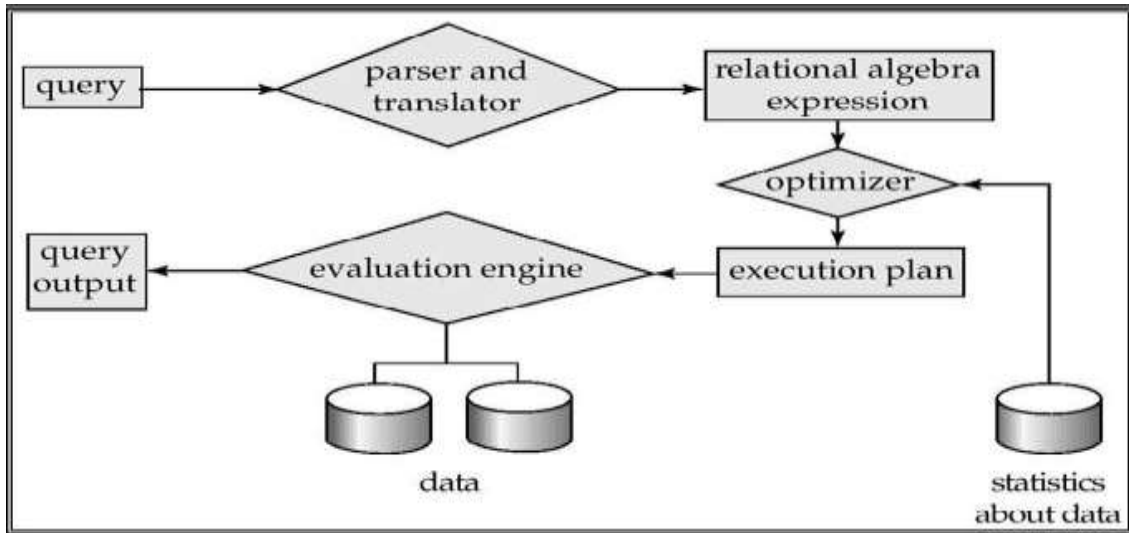 query
parser and
translator
relational algebra
expression
optimizer
query
output
evaluation engine
execution plan
data
statistics
about data